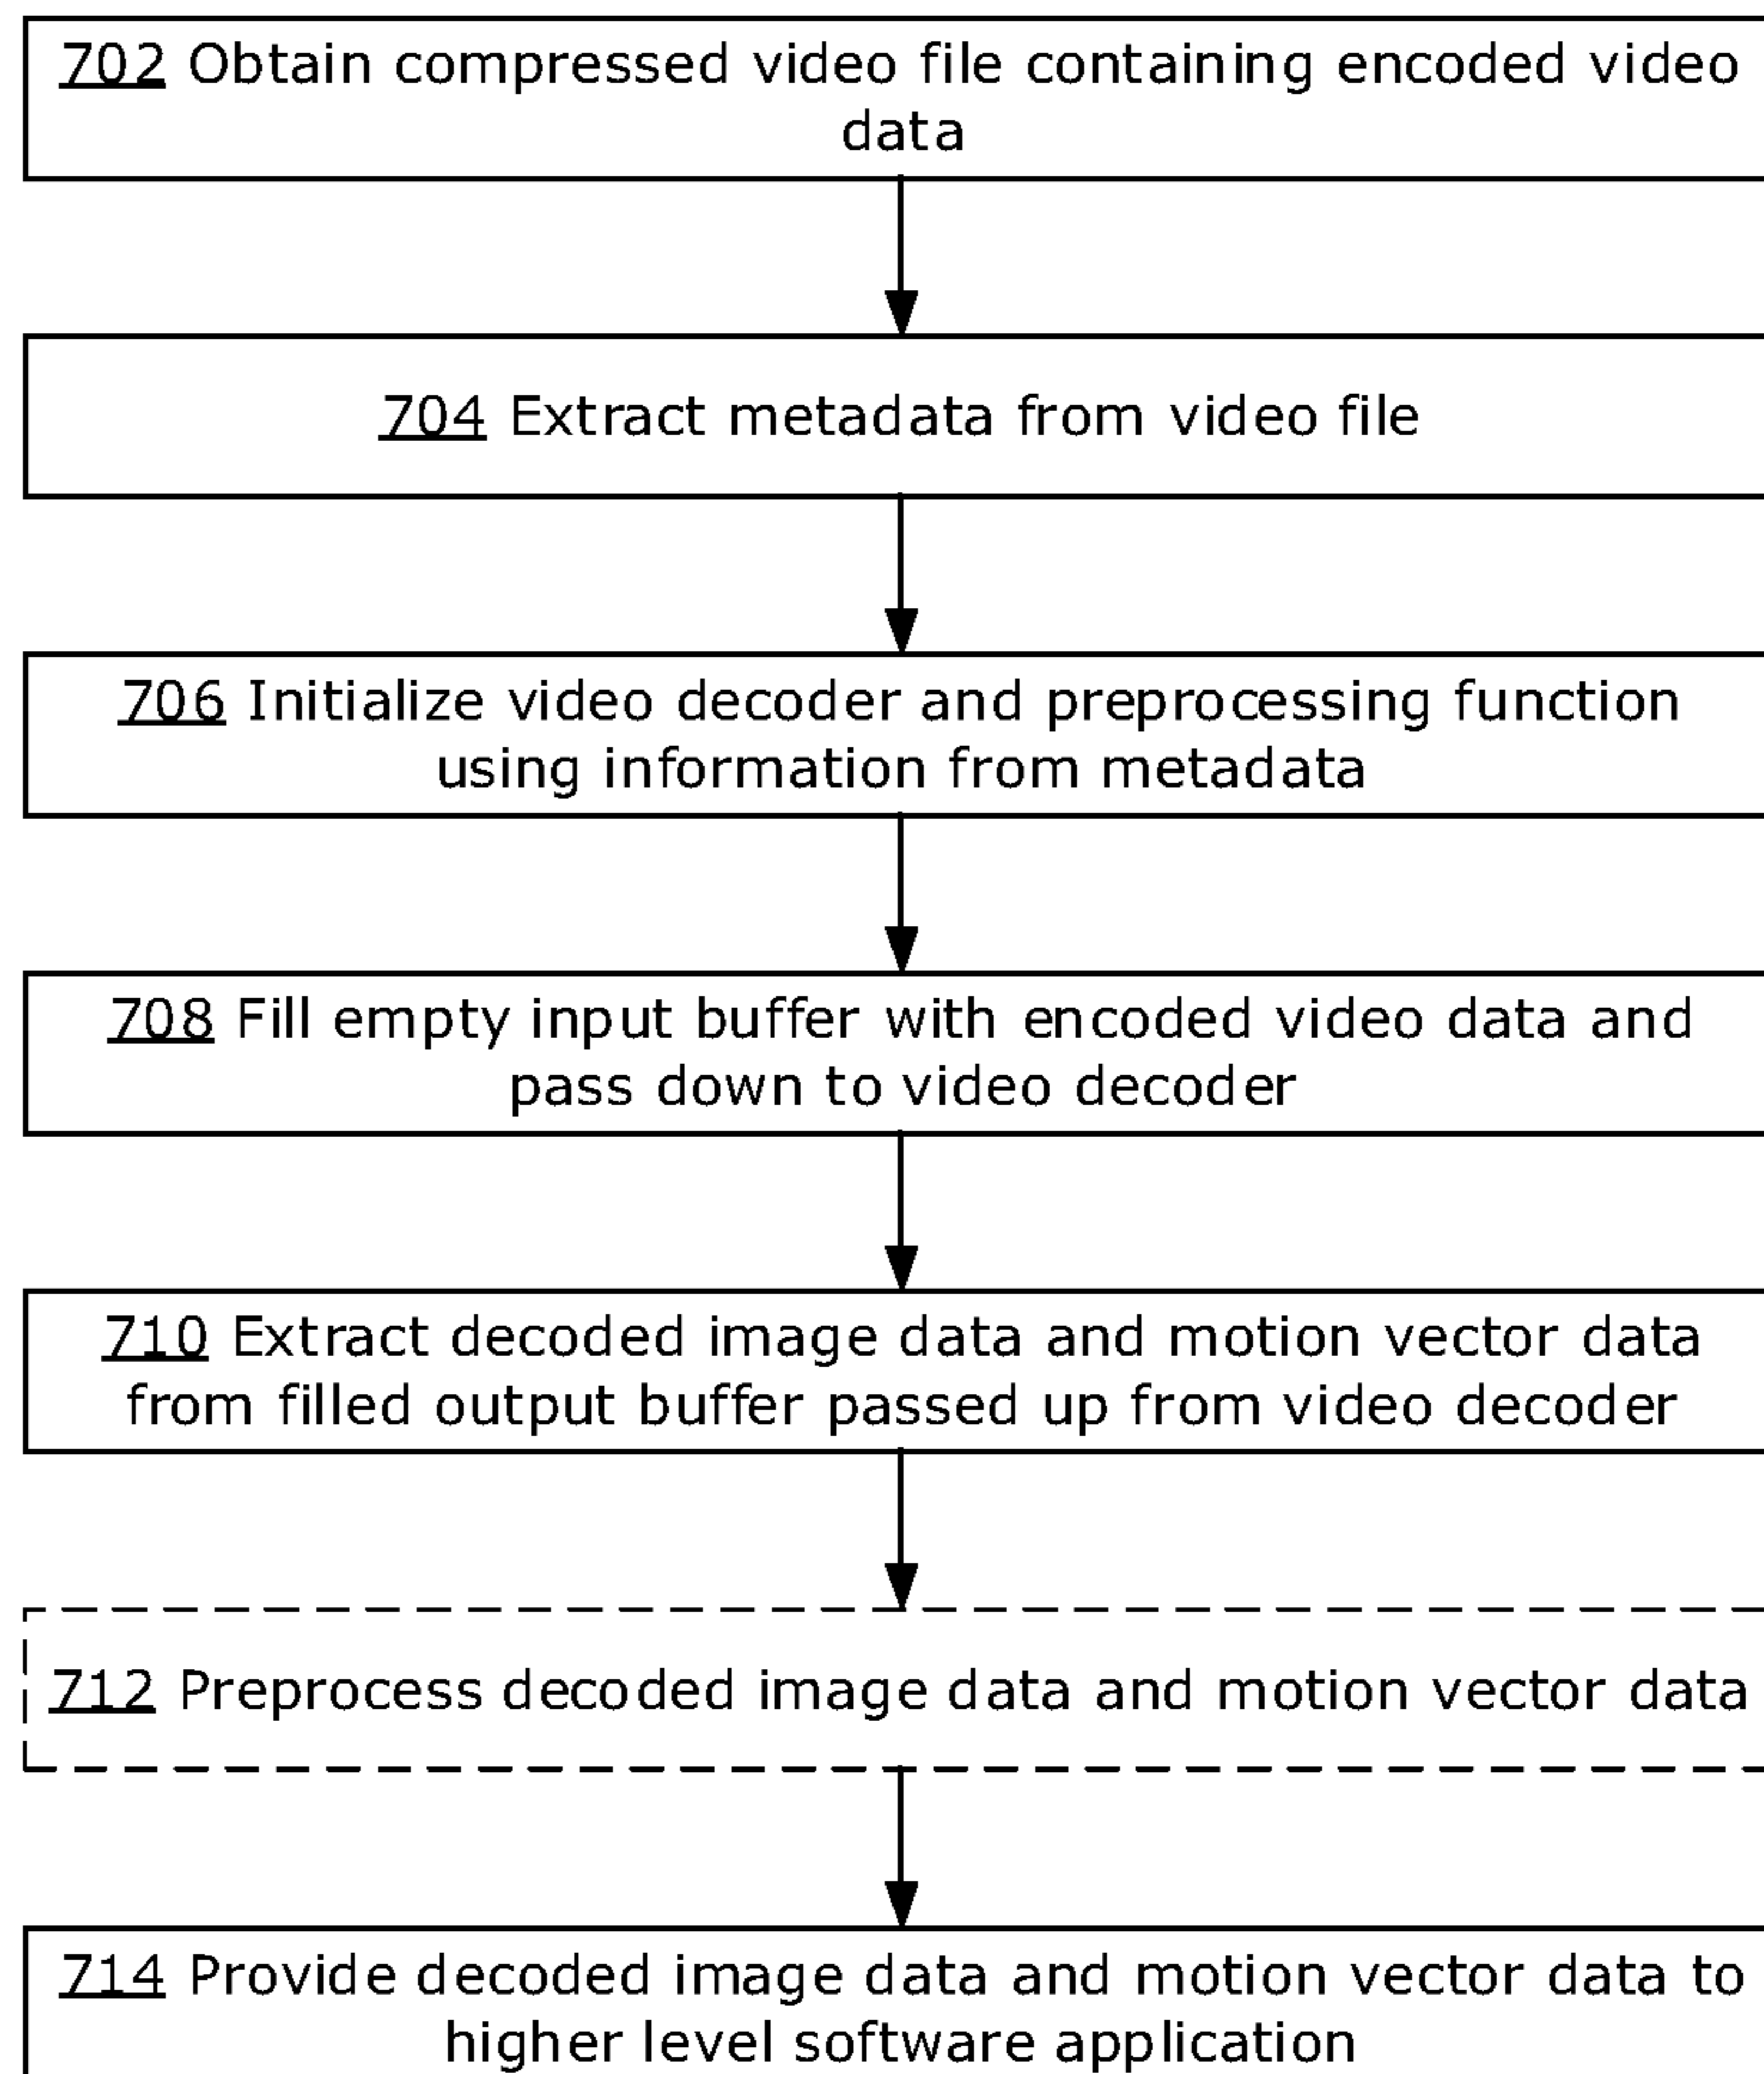 702 Obtain compressed video file containing encoded video
data
704 Extract metadata from video file
706 Initialize video decoder and preprocessing function
using information from metadata
708 Fill empty input buffer with encoded video data and
pass down to video decoder
710 Extract decoded image data and motion vector data
from filled output buffer passed up from video decoder
712 Preprocess decoded image data and motion vector data
714 Provide decoded image data and motion vector data to
higher level software application